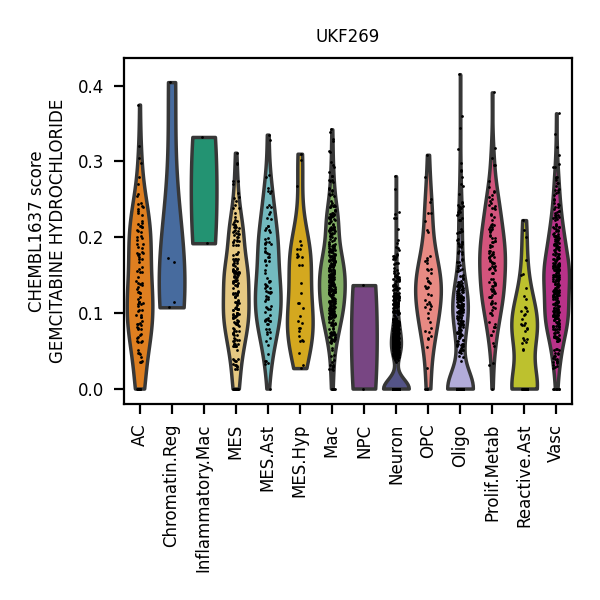 UKF269
CHEMBL1637 score
GEMCITABINE HYDROCHLORIDE
0.4
0.3
0.2
0.1
0.0
AC
Chromatin.Reg
Inflammatory.Mac
MES
MES.Ast
MES.Hyp
Mac
NPC
Neuron
OPC
Oligo
Prolif.Metab
Reactive.Ast
Vasc